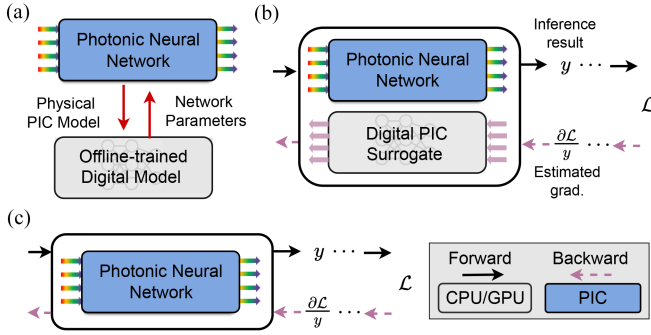 (a)
Photonic Neural
Network
Physical
PIC Model
Network
Parameters
Offline-trained
Digital Model
(b)
Photonic Neural
Network
Digital PIC
Surrogate
Inference
result
y ···
ℒ
∂ℒ/y ···
Estimated
grad.
(c)
Photonic Neural
Network
y ···
ℒ
∂ℒ/y ···
Forward
Backward
CPU/GPU
PIC